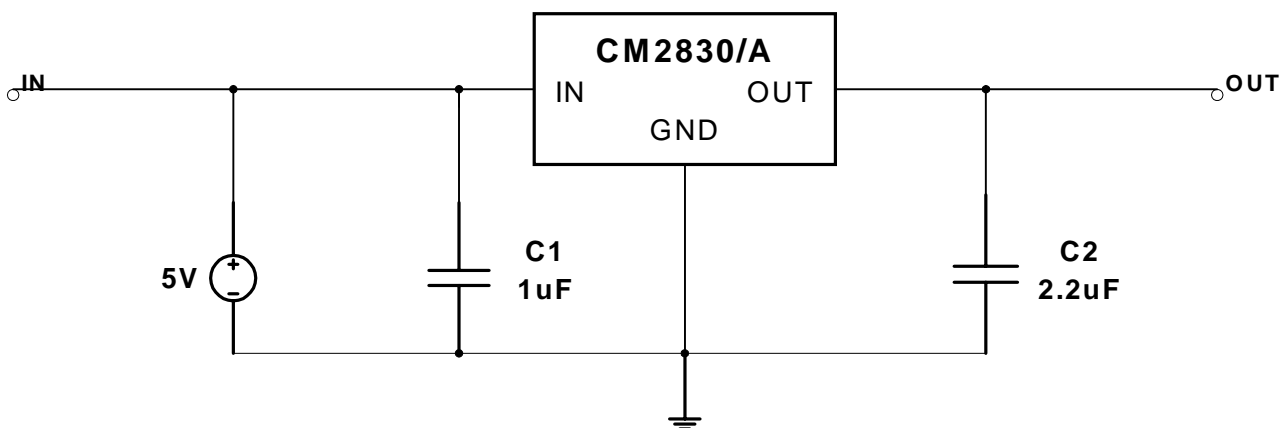 CM2830/A
IN
IN
OUT
OUT
GND
5V
+
−
C1
1uF
C2
2.2uF